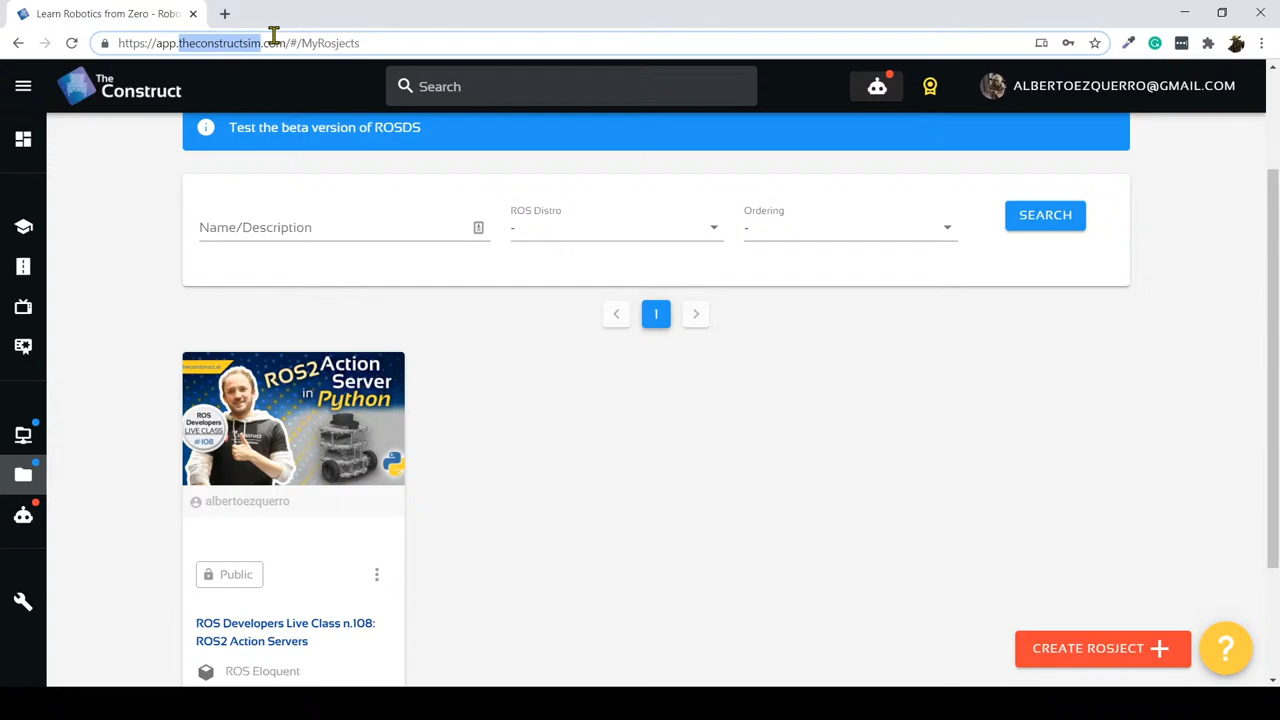 Learn Robotics from Zero - Robo
https://app.theconstructsim.com/#/MyRosjects
The Construct
Search
ALBERTOEZQUERRO@GMAIL.COM
Test the beta version of ROSDS
Name/Description
ROS Distro
-
Ordering
-
SEARCH
1
theconstruct.ai
ROS2 Action
Server
in Python
ROS
Developers
LIVE CLASS
#108
albertoezquerro
Public
ROS Developers Live Class n.108:
ROS2 Action Servers
ROS Eloquent
CREATE ROSJECT +
?